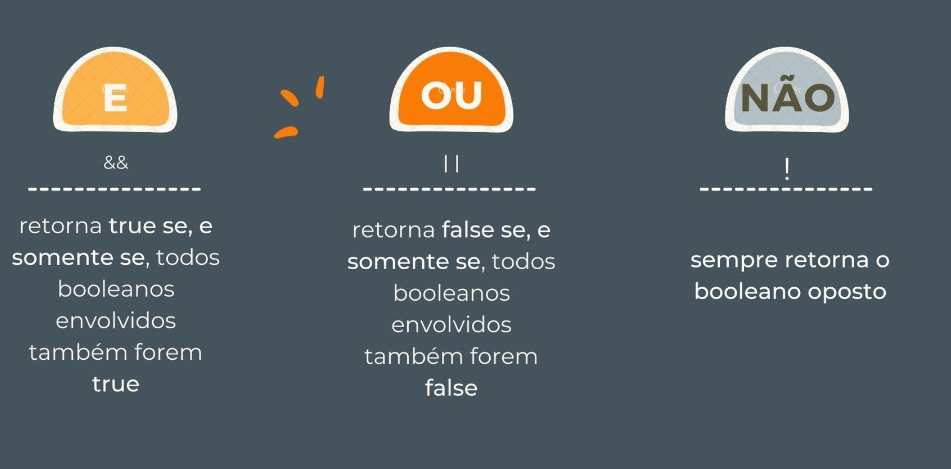 E
&&
retorna true se, e
somente se, todos
booleanos
envolvidos
também forem
true
OU
||
retorna false se, e
somente se, todos
booleanos
envolvidos
também forem
false
NÃO
!
sempre retorna o
booleano oposto